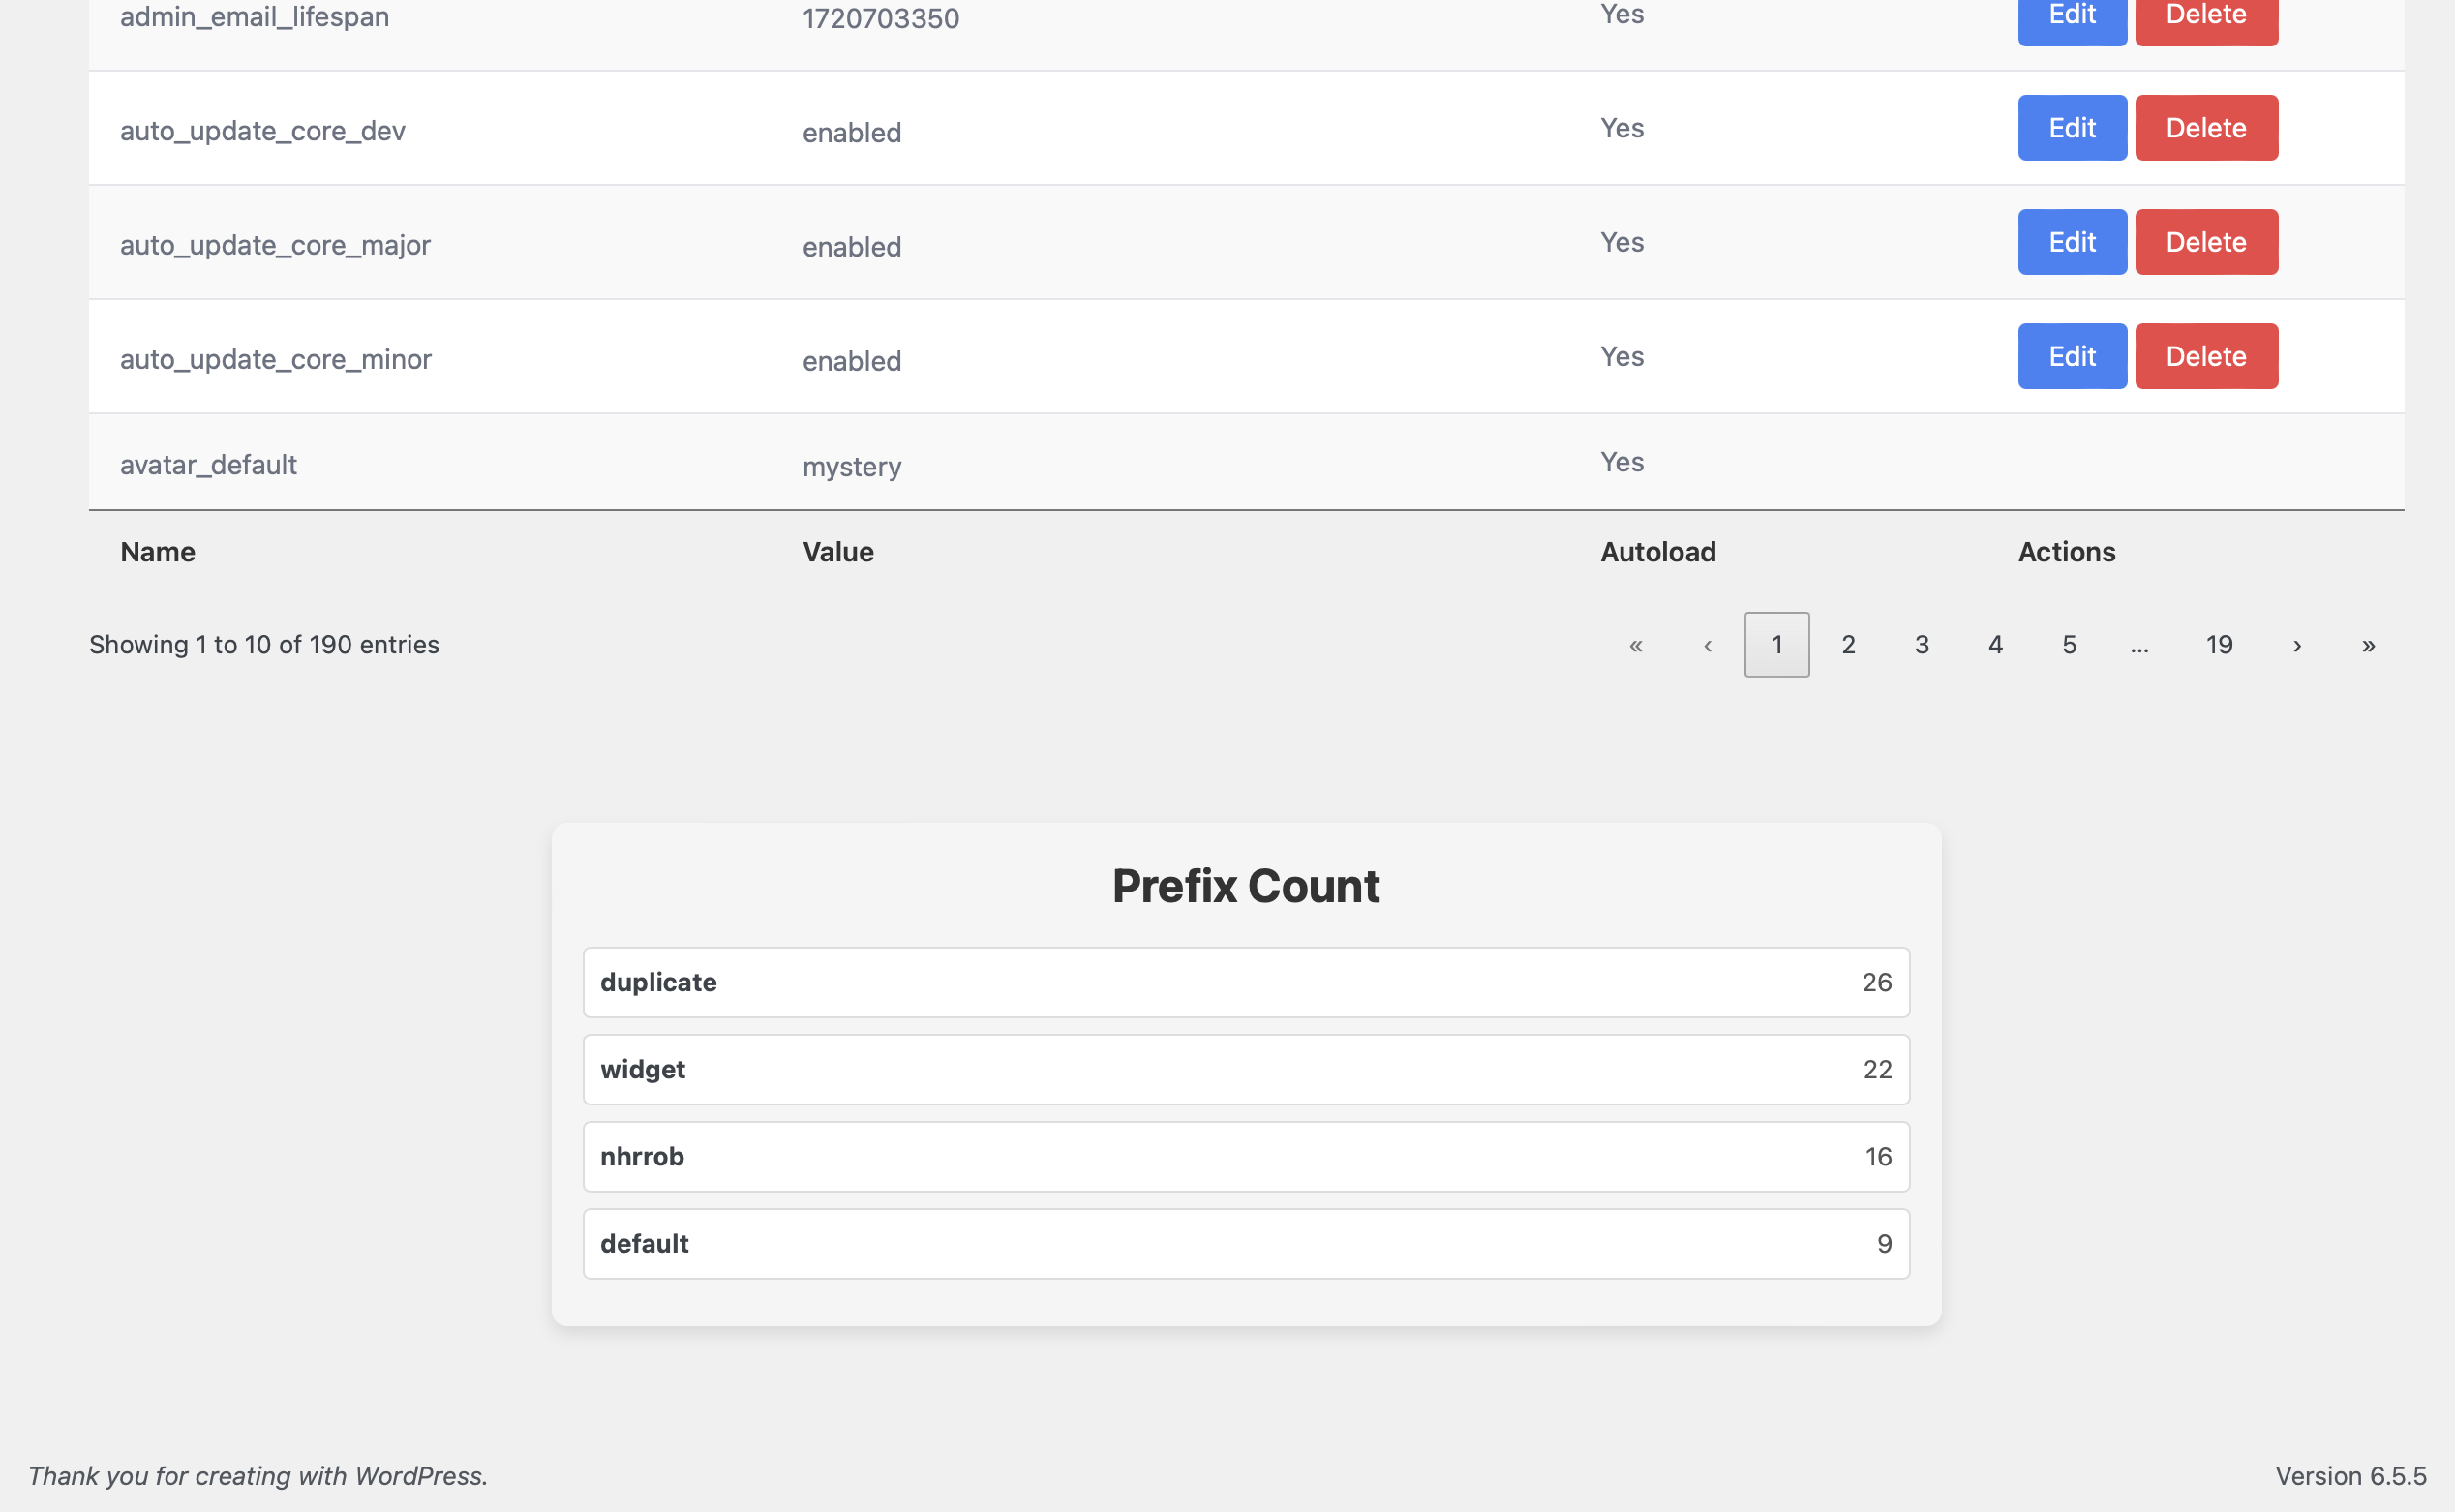 admin_email_lifespan 1720703350 Yes Edit Delete
auto_update_core_dev enabled Yes Edit Delete
auto_update_core_major enabled Yes Edit Delete
auto_update_core_minor enabled Yes Edit Delete
avatar_default mystery Yes
Name Value Autoload Actions
Showing 1 to 10 of 190 entries « ‹ 1 2 3 4 5 ... 19 › »
Prefix Count
duplicate 26
widget 22
nhrrob 16
default 9
Thank you for creating with WordPress. Version 6.5.5